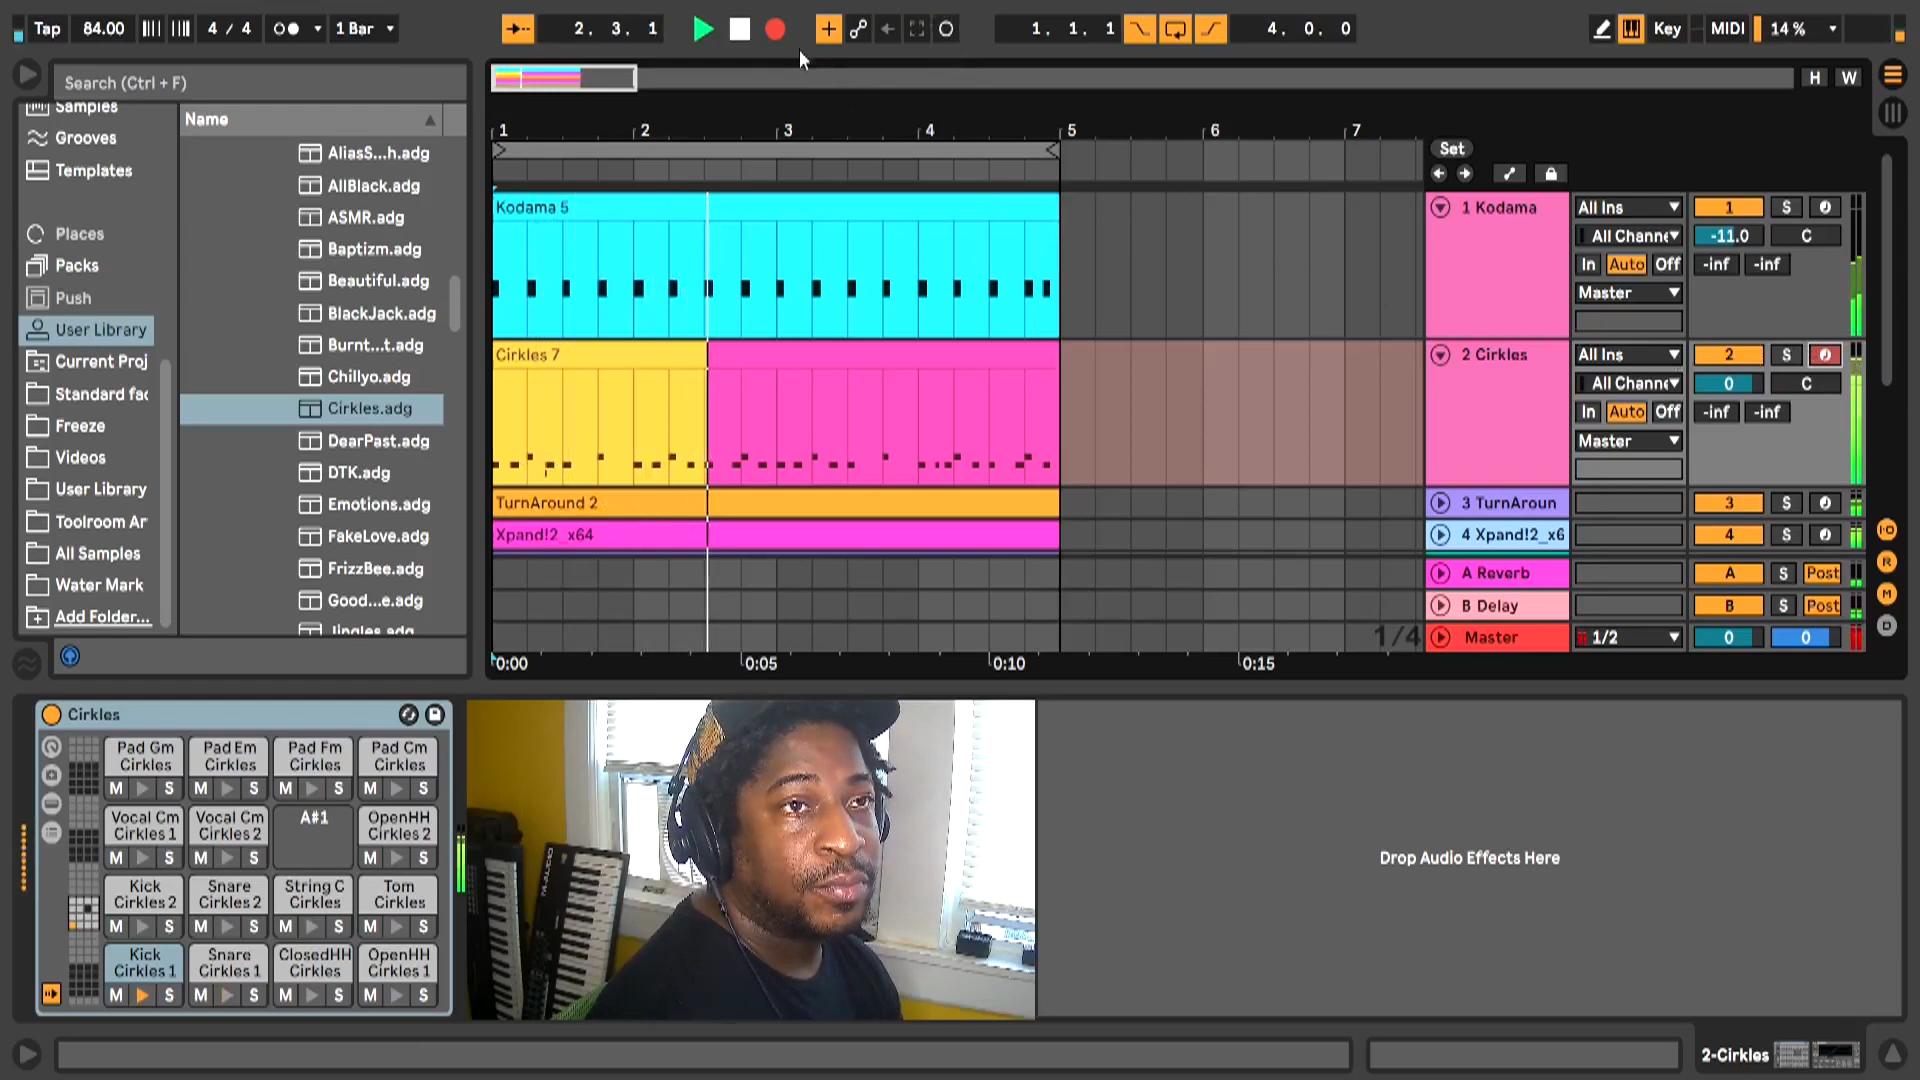 Tap 84.00 4 / 4 1 Bar 2. 3. 1 1. 1. 1 4. 0. 0 Key MIDI 14 %
Search (Ctrl + F)
H W
Samples
Grooves
Templates
Places
Packs
Push
User Library
Current Proj
Standard fac
Freeze
Videos
User Library
Toolroom Ar
All Samples
Water Mark
Add Folder...
Name
AliasS...h.adg
AllBlack.adg
ASMR.adg
Baptizm.adg
Beautiful.adg
BlackJack.adg
Burnt...t.adg
Chillyo.adg
Cirkles.adg
DearPast.adg
DTK.adg
Emotions.adg
FakeLove.adg
FrizzBee.adg
Good...e.adg
Jingles.adg
1 2 3 4 5 6 7
Set
Kodama 5
1 Kodama All Ins 1 S
All Channe -11.0 C
In Auto Off -inf -inf
Master
Cirkles 7
2 Cirkles All Ins 2 S
All Channe 0 C
In Auto Off -inf -inf
Master
TurnAround 2
3 TurnAroun 3 S
Xpand!2_x64
4 Xpand!2_x6 4 S
A Reverb A S Post
B Delay B S Post
1/4 Master 1/2 0 0
0:00 0:05 0:10 0:15
I·O
R
M
D
Cirkles
Pad Gm Pad Em Pad Fm Pad Cm
Cirkles Cirkles Cirkles Cirkles
M S M S M S M S
Vocal Cm Vocal Cm A#1 OpenHH
Cirkles 1 Cirkles 2 Cirkles 2
M S M S M S
Kick Snare String C Tom
Cirkles 2 Cirkles 2 Cirkles Cirkles
M S M S M S M S
Kick Snare ClosedHH OpenHH
Cirkles 1 Cirkles 1 Cirkles Cirkles 1
M S M S M S M S
M-AUDIO
Drop Audio Effects Here
2-Cirkles